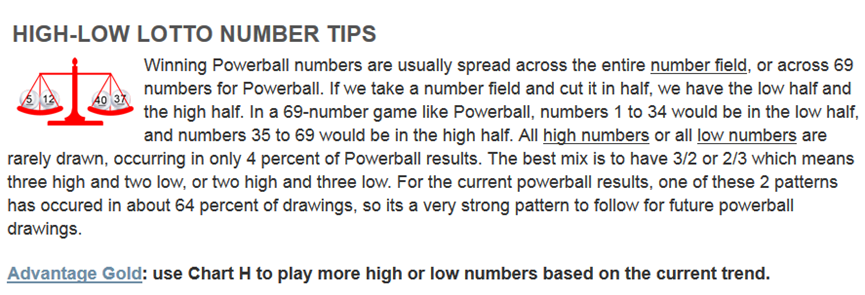 HIGH-LOW LOTTO NUMBER TIPS
Winning Powerball numbers are usually spread across the entire number field, or across 69
numbers for Powerball. If we take a number field and cut it in half, we have the low half and
the high half. In a 69-number game like Powerball, numbers 1 to 34 would be in the low half,
and numbers 35 to 69 would be in the high half. All high numbers or all low numbers are
rarely drawn, occurring in only 4 percent of Powerball results. The best mix is to have 3/2 or 2/3 which means
three high and two low, or two high and three low. For the current powerball results, one of these 2 patterns
has occured in about 64 percent of drawings, so its a very strong pattern to follow for future powerball
drawings.
5 12 40 37
Advantage Gold: use Chart H to play more high or low numbers based on the current trend.